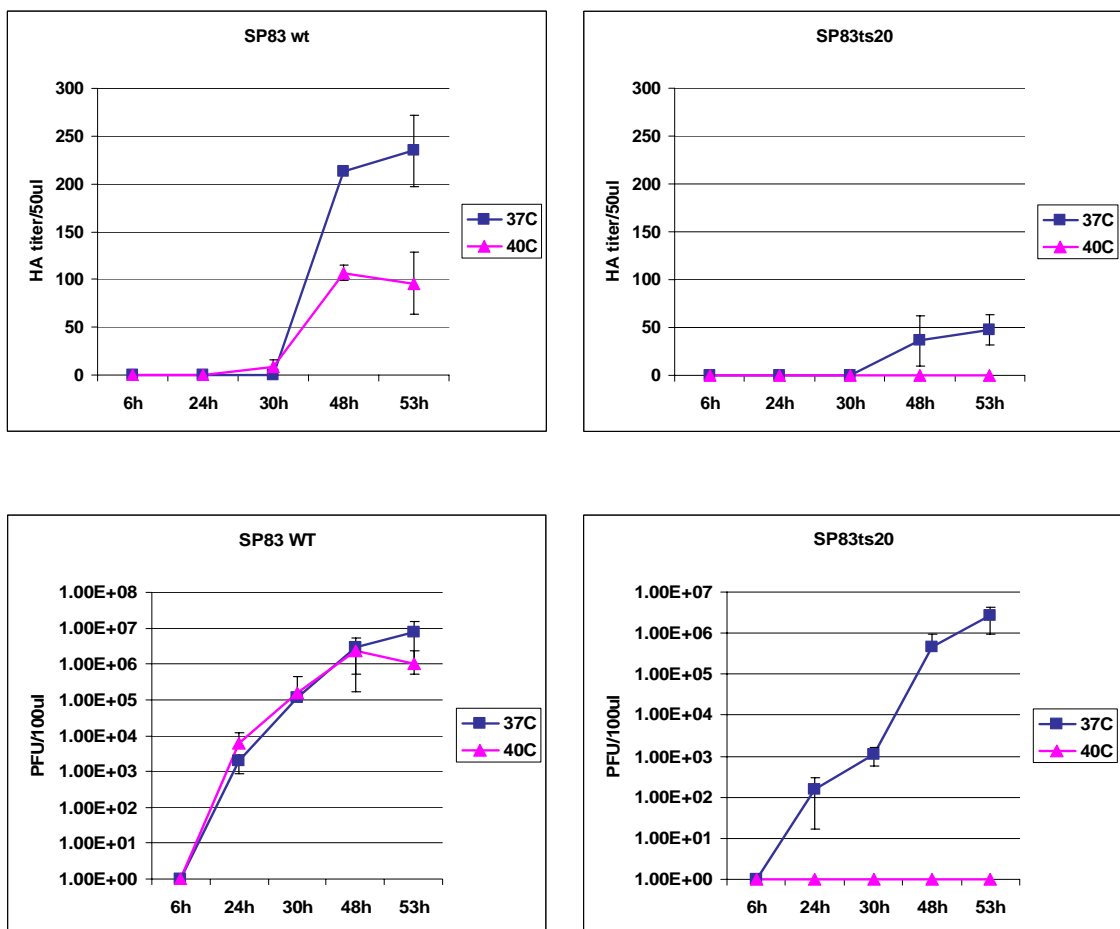 SP83 wt
HA titer/50ul
300
250
200
150
100
50
0
6h 24h 30h 48h 53h
37C
40C
SP83ts20
HA titer/50ul
300
250
200
150
100
50
0
6h 24h 30h 48h 53h
37C
40C
SP83 WT
PFU/100ul
1.00E+08
1.00E+07
1.00E+06
1.00E+05
1.00E+04
1.00E+03
1.00E+02
1.00E+01
1.00E+00
6h 24h 30h 48h 53h
37C
40C
SP83ts20
PFU/100ul
1.00E+07
1.00E+06
1.00E+05
1.00E+04
1.00E+03
1.00E+02
1.00E+01
1.00E+00
6h 24h 30h 48h 53h
37C
40C